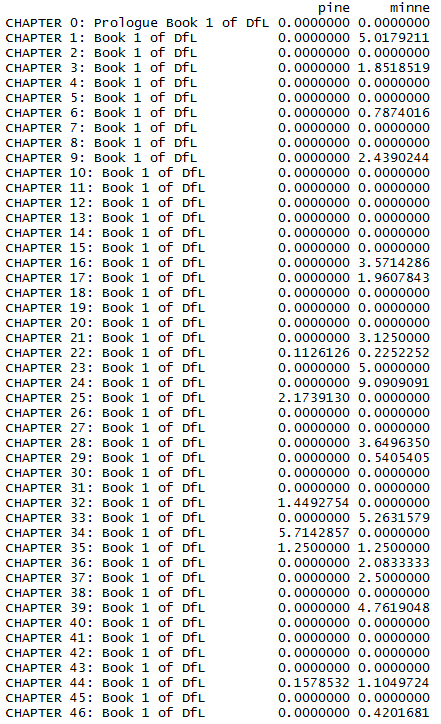 pine minne
CHAPTER 0: Prologue Book 1 of DfL 0.0000000 0.0000000
CHAPTER 1: Book 1 of DfL 0.0000000 5.0179211
CHAPTER 2: Book 1 of DfL 0.0000000 0.0000000
CHAPTER 3: Book 1 of DfL 0.0000000 1.8518519
CHAPTER 4: Book 1 of DfL 0.0000000 0.0000000
CHAPTER 5: Book 1 of DfL 0.0000000 0.0000000
CHAPTER 6: Book 1 of DfL 0.0000000 0.7874016
CHAPTER 7: Book 1 of DfL 0.0000000 0.0000000
CHAPTER 8: Book 1 of DfL 0.0000000 0.0000000
CHAPTER 9: Book 1 of DfL 0.0000000 2.4390244
CHAPTER 10: Book 1 of DfL 0.0000000 0.0000000
CHAPTER 11: Book 1 of DfL 0.0000000 0.0000000
CHAPTER 12: Book 1 of DfL 0.0000000 0.0000000
CHAPTER 13: Book 1 of DfL 0.0000000 0.0000000
CHAPTER 14: Book 1 of DfL 0.0000000 0.0000000
CHAPTER 15: Book 1 of DfL 0.0000000 0.0000000
CHAPTER 16: Book 1 of DfL 0.0000000 3.5714286
CHAPTER 17: Book 1 of DfL 0.0000000 1.9607843
CHAPTER 18: Book 1 of DfL 0.0000000 0.0000000
CHAPTER 19: Book 1 of DfL 0.0000000 0.0000000
CHAPTER 20: Book 1 of DfL 0.0000000 0.0000000
CHAPTER 21: Book 1 of DfL 0.0000000 3.1250000
CHAPTER 22: Book 1 of DfL 0.1126126 0.2252252
CHAPTER 23: Book 1 of DfL 0.0000000 5.0000000
CHAPTER 24: Book 1 of DfL 0.0000000 9.0909091
CHAPTER 25: Book 1 of DfL 2.1739130 0.0000000
CHAPTER 26: Book 1 of DfL 0.0000000 0.0000000
CHAPTER 27: Book 1 of DfL 0.0000000 0.0000000
CHAPTER 28: Book 1 of DfL 0.0000000 3.6496350
CHAPTER 29: Book 1 of DfL 0.0000000 0.5405405
CHAPTER 30: Book 1 of DfL 0.0000000 0.0000000
CHAPTER 31: Book 1 of DfL 0.0000000 0.0000000
CHAPTER 32: Book 1 of DfL 1.4492754 0.0000000
CHAPTER 33: Book 1 of DfL 0.0000000 5.2631579
CHAPTER 34: Book 1 of DfL 5.7142857 0.0000000
CHAPTER 35: Book 1 of DfL 1.2500000 1.2500000
CHAPTER 36: Book 1 of DfL 0.0000000 2.0833333
CHAPTER 37: Book 1 of DfL 0.0000000 2.5000000
CHAPTER 38: Book 1 of DfL 0.0000000 0.0000000
CHAPTER 39: Book 1 of DfL 0.0000000 4.7619048
CHAPTER 40: Book 1 of DfL 0.0000000 0.0000000
CHAPTER 41: Book 1 of DfL 0.0000000 0.0000000
CHAPTER 42: Book 1 of DfL 0.0000000 0.0000000
CHAPTER 43: Book 1 of DfL 0.0000000 0.0000000
CHAPTER 44: Book 1 of DfL 0.1578532 1.1049724
CHAPTER 45: Book 1 of DfL 0.0000000 0.0000000
CHAPTER 46: Book 1 of DfL 0.0000000 0.4201681